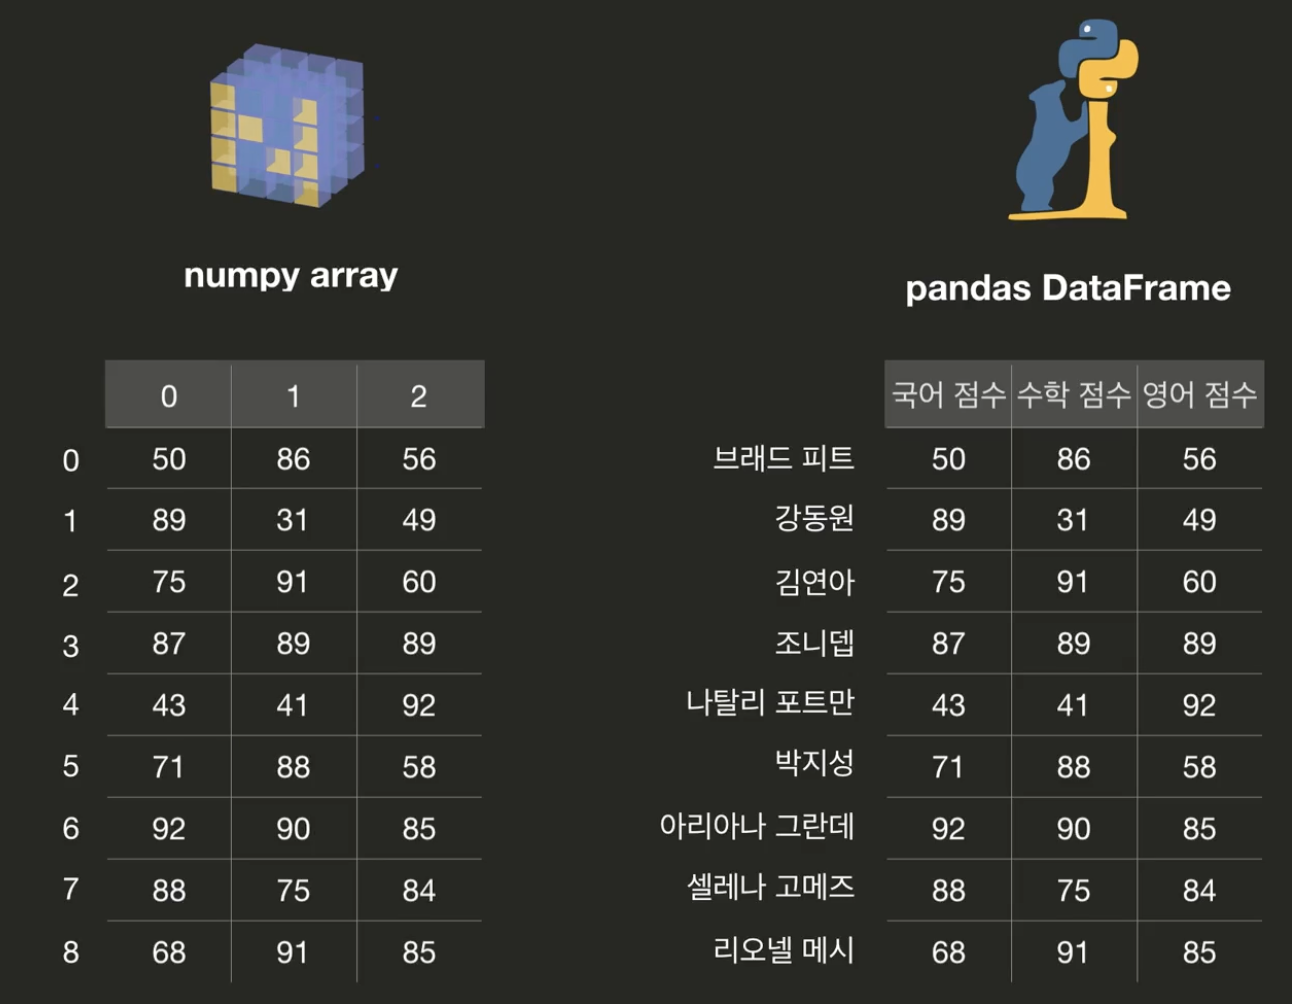 numpy array
0 1 2
0 50 86 56
1 89 31 49
2 75 91 60
3 87 89 89
4 43 41 92
5 71 88 58
6 92 90 85
7 88 75 84
8 68 91 85
pandas DataFrame
국어 점수 수학 점수 영어 점수
브래드 피트 50 86 56
강동원 89 31 49
김연아 75 91 60
조니뎁 87 89 89
나탈리 포트만 43 41 92
박지성 71 88 58
아리아나 그란데 92 90 85
셀레나 고메즈 88 75 84
리오넬 메시 68 91 85